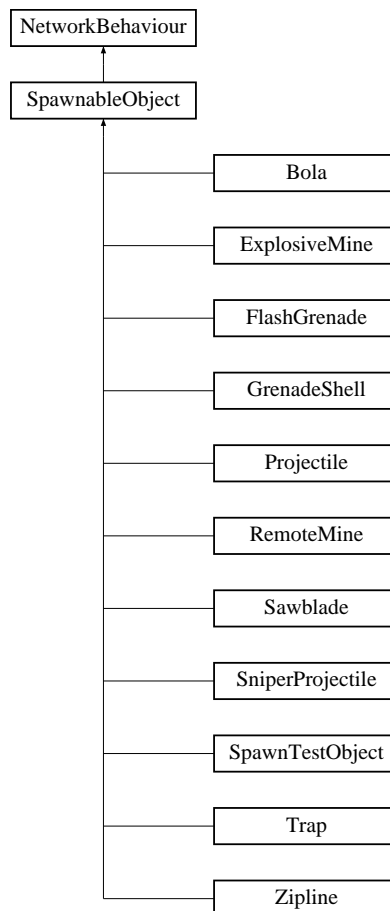 NetworkBehaviour
SpawnableObject
Bola
ExplosiveMine
FlashGrenade
GrenadeShell
Projectile
RemoteMine
Sawblade
SniperProjectile
SpawnTestObject
Trap
Zipline